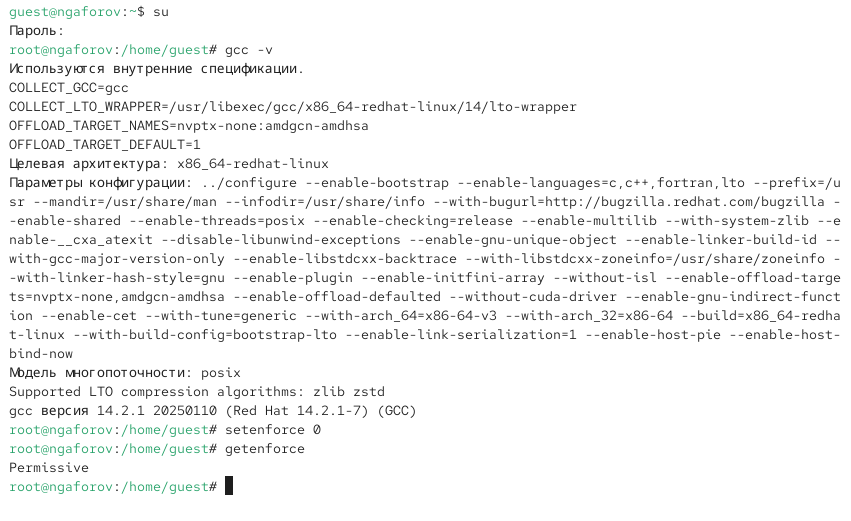 guest@ngaforov:~$ su
Пароль:
root@ngaforov:/home/guest# gcc -v
Используются внутренние спецификации.
COLLECT_GCC=gcc
COLLECT_LTO_WRAPPER=/usr/libexec/gcc/x86_64-redhat-linux/14/lto-wrapper
OFFLOAD_TARGET_NAMES=nvptx-none:amdgcn-amdhsa
OFFLOAD_TARGET_DEFAULT=1
Целевая архитектура: x86_64-redhat-linux
Параметры конфигурации: ../configure --enable-bootstrap --enable-languages=c,c++,fortran,lto --prefix=/u
sr --mandir=/usr/share/man --infodir=/usr/share/info --with-bugurl=http://bugzilla.redhat.com/bugzilla -
-enable-shared --enable-threads=posix --enable-checking=release --enable-multilib --with-system-zlib --e
nable-__cxa_atexit --disable-libunwind-exceptions --enable-gnu-unique-object --enable-linker-build-id --
with-gcc-major-version-only --enable-libstdcxx-backtrace --with-libstdcxx-zoneinfo=/usr/share/zoneinfo -
-with-linker-hash-style=gnu --enable-plugin --enable-initfini-array --without-isl --enable-offload-targe
ts=nvptx-none,amdgcn-amdhsa --enable-offload-defaulted --without-cuda-driver --enable-gnu-indirect-funct
ion --enable-cet --with-tune=generic --with-arch_64=x86-64-v3 --with-arch_32=x86-64 --build=x86_64-redha
t-linux --with-build-config=bootstrap-lto --enable-link-serialization=1 --enable-host-pie --enable-host-
bind-now
Модель многопоточности: posix
Supported LTO compression algorithms: zlib zstd
gcc версия 14.2.1 20250110 (Red Hat 14.2.1-7) (GCC)
root@ngaforov:/home/guest# setenforce 0
root@ngaforov:/home/guest# getenforce
Permissive
root@ngaforov:/home/guest#